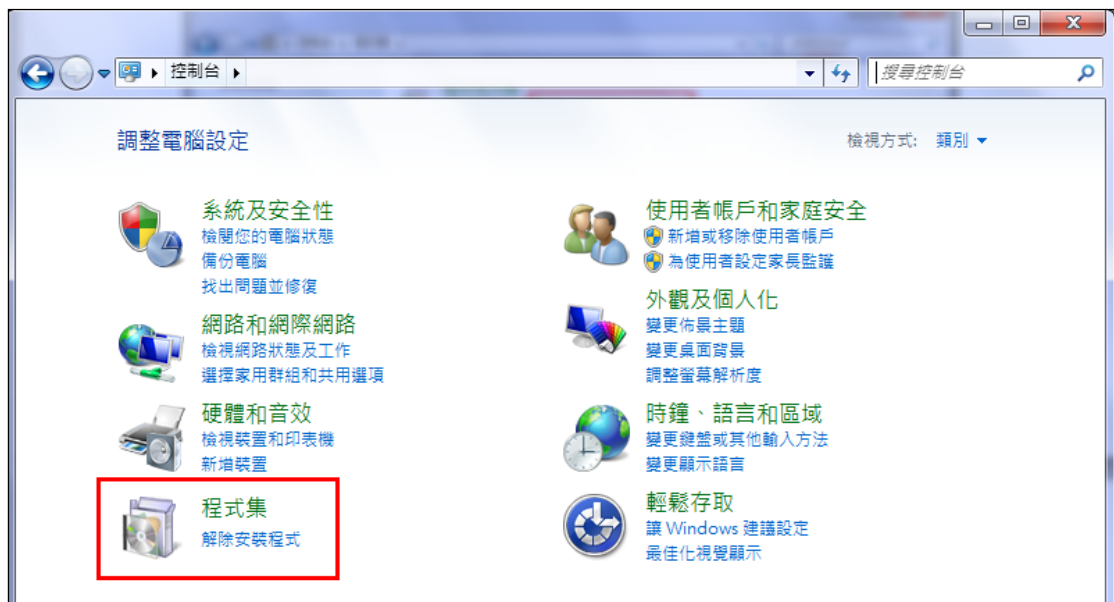 控制台
搜尋控制台
調整電腦設定
檢視方式: 類別
系統及安全性
檢閱您的電腦狀態
備份電腦
找出問題並修復
網路和網際網路
檢視網路狀態及工作
選擇家用群組和共用選項
硬體和音效
檢視裝置和印表機
新增裝置
程式集
解除安裝程式
使用者帳戶和家庭安全
新增或移除使用者帳戶
為使用者設定家長監護
外觀及個人化
變更佈景主題
變更桌面背景
調整螢幕解析度
時鐘、語言和區域
變更鍵盤或其他輸入方法
變更顯示語言
輕鬆存取
讓 Windows 建議設定
最佳化視覺顯示